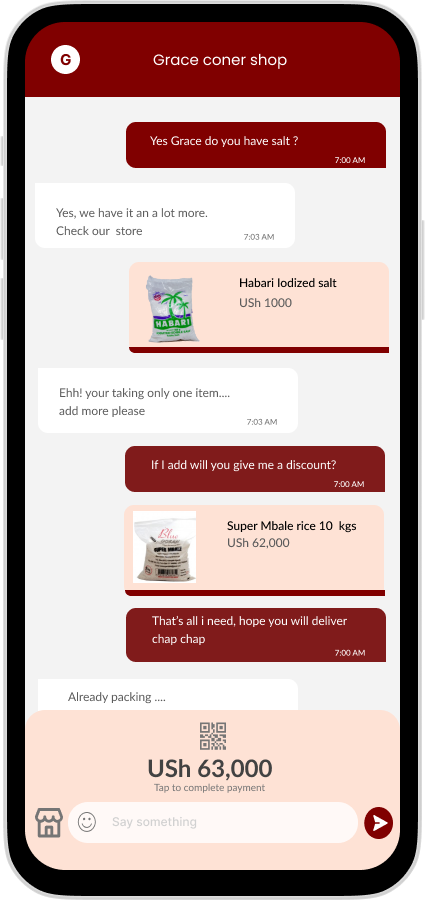 G
Grace coner shop
Yes Grace do you have salt ?
7:00 AM
Yes, we have it an a lot more.
Check our store
7:03 AM
Habari Iodized salt
USh 1000
HABARI
Ehh! your taking only one item....
add more please
7:03 AM
If I add will you give me a discount?
7:00 AM
Super Mbale rice 10 kgs
USh 62,000
SUPER MBALE
That's all i need, hope you will deliver
chap chap
7:00 AM
Already packing ....
USh 63,000
Tap to complete payment
Say something